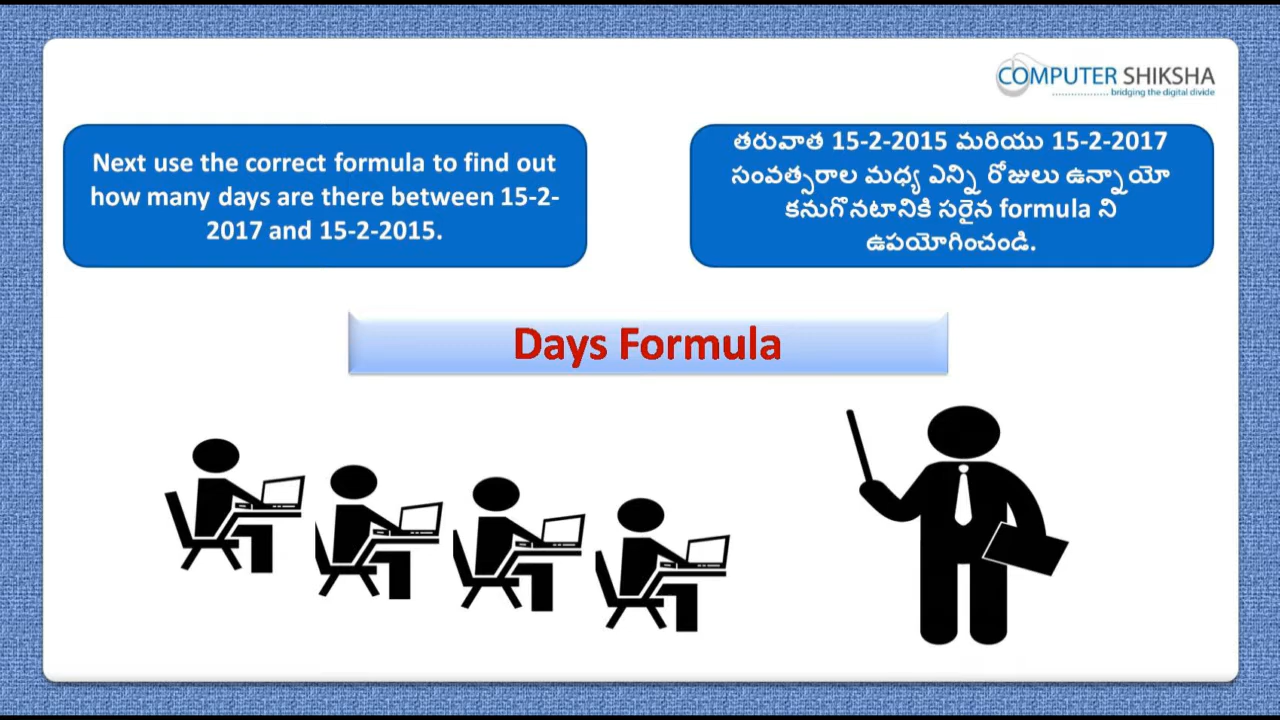 COMPUTER SHIKSHA
bridging the digital divide
Next use the correct formula to find out
how many days are there between 15-2-
2017 and 15-2-2015.
తరువాత 15-2-2015 మరియు 15-2-2017
సంవత్సరాల మధ్య ఎన్ని రోజులు ఉన్నాయో
కనుగొనటానికి సరైన formula ని
ఉపయోగించండి.
Days Formula